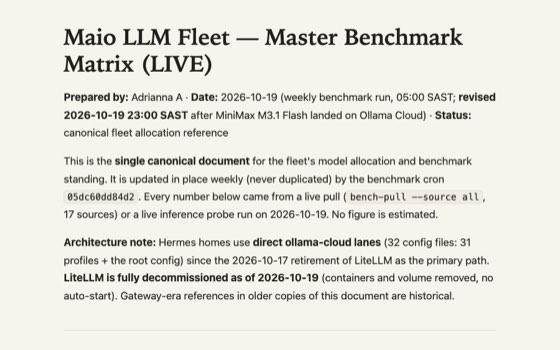 Maio LLM Fleet — Master Benchmark
Matrix (LIVE)
Prepared by: Adrianna A · Date: 2026-10-19 (weekly benchmark run, 05:00 SAST; revised
2026-10-19 23:00 SAST after MiniMax M3.1 Flash landed on Ollama Cloud) · Status:
canonical fleet allocation reference
This is the single canonical document for the fleet's model allocation and benchmark
standing. It is updated in place weekly (never duplicated) by the benchmark cron
05dc60dd84d2 . Every number below came from a live pull ( bench-pull --source all ,
17 sources) or a live inference probe run on 2026-10-19. No figure is estimated.
Architecture note: Hermes homes use direct ollama-cloud lanes (32 config files: 31
profiles + the root config) since the 2026-10-17 retirement of LiteLLM as the primary path.
LiteLLM is fully decommissioned as of 2026-10-19 (containers and volume removed, no
auto-start). Gateway-era references in older copies of this document are historical.